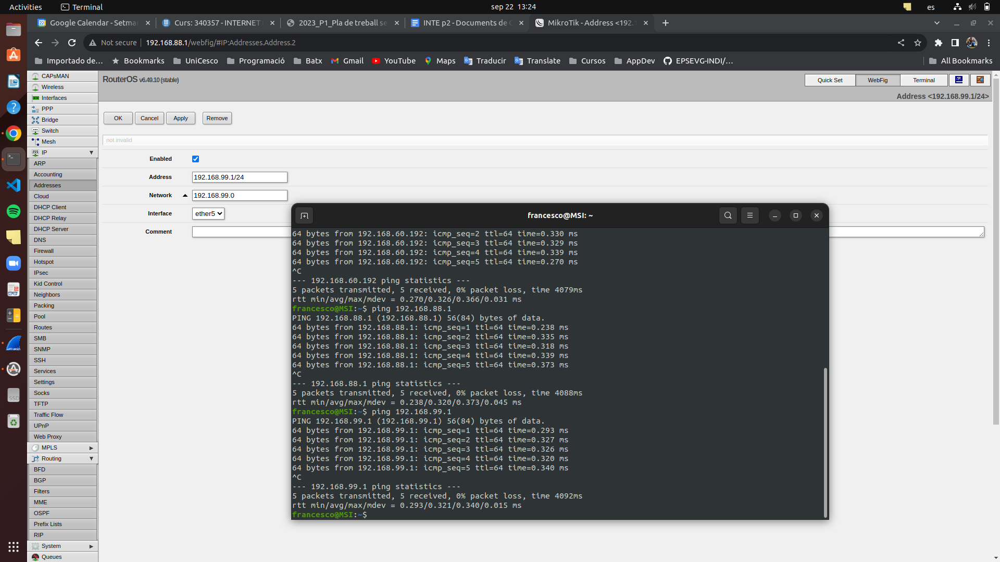 Activities
Terminal
sep 22 13:24
es
Google Calendar - Setma
Curs: 340357 - INTERNET
2023_P1_Pla de treball se
INTE p2 - Documents de
MikroTik - Address <192.1
Not secure
192.168.88.1/webfig/#IP:Addresses.Address.2
Importado de…
Bookmarks
UniCesco
Programació
Batx
Gmail
YouTube
Maps
Traducir
Translate
Cursos
AppDev
EPSEVG-INDI/…
All Bookmarks
CAPsMAN
Wireless
Interfaces
PPP
Bridge
Switch
Mesh
IP
ARP
Accounting
Addresses
Cloud
DHCP Client
DHCP Relay
DHCP Server
DNS
Firewall
Hotspot
IPsec
Kid Control
Neighbors
Packing
Pool
Routes
SMB
SNMP
SSH
Services
Settings
Socks
TFTP
Traffic Flow
UPnP
Web Proxy
MPLS
Routing
BFD
BGP
Filters
MME
OSPF
Prefix Lists
RIP
System
Queues
RouterOS v6.49.10 (stable)
Quick Set
WebFig
Terminal
Address <192.168.99.1/24>
OK
Cancel
Apply
Remove
not invalid
Enabled
Address
192.168.99.1/24
Network
192.168.99.0
Interface
ether5
Comment
francesco@MSI: ~
64 bytes from 192.168.60.192: icmp_seq=2 ttl=64 time=0.330 ms
64 bytes from 192.168.60.192: icmp_seq=3 ttl=64 time=0.329 ms
64 bytes from 192.168.60.192: icmp_seq=4 ttl=64 time=0.339 ms
64 bytes from 192.168.60.192: icmp_seq=5 ttl=64 time=0.270 ms
^C
--- 192.168.60.192 ping statistics ---
5 packets transmitted, 5 received, 0% packet loss, time 4079ms
rtt min/avg/max/mdev = 0.270/0.326/0.366/0.031 ms
francesco@MSI:~$ ping 192.168.88.1
PING 192.168.88.1 (192.168.88.1) 56(84) bytes of data.
64 bytes from 192.168.88.1: icmp_seq=1 ttl=64 time=0.238 ms
64 bytes from 192.168.88.1: icmp_seq=2 ttl=64 time=0.335 ms
64 bytes from 192.168.88.1: icmp_seq=3 ttl=64 time=0.318 ms
64 bytes from 192.168.88.1: icmp_seq=4 ttl=64 time=0.339 ms
64 bytes from 192.168.88.1: icmp_seq=5 ttl=64 time=0.373 ms
^C
--- 192.168.88.1 ping statistics ---
5 packets transmitted, 5 received, 0% packet loss, time 4088ms
rtt min/avg/max/mdev = 0.238/0.320/0.373/0.045 ms
francesco@MSI:~$ ping 192.168.99.1
PING 192.168.99.1 (192.168.99.1) 56(84) bytes of data.
64 bytes from 192.168.99.1: icmp_seq=1 ttl=64 time=0.293 ms
64 bytes from 192.168.99.1: icmp_seq=2 ttl=64 time=0.327 ms
64 bytes from 192.168.99.1: icmp_seq=3 ttl=64 time=0.326 ms
64 bytes from 192.168.99.1: icmp_seq=4 ttl=64 time=0.320 ms
64 bytes from 192.168.99.1: icmp_seq=5 ttl=64 time=0.340 ms
^C
--- 192.168.99.1 ping statistics ---
5 packets transmitted, 5 received, 0% packet loss, time 4092ms
rtt min/avg/max/mdev = 0.293/0.321/0.340/0.015 ms
francesco@MSI:~$